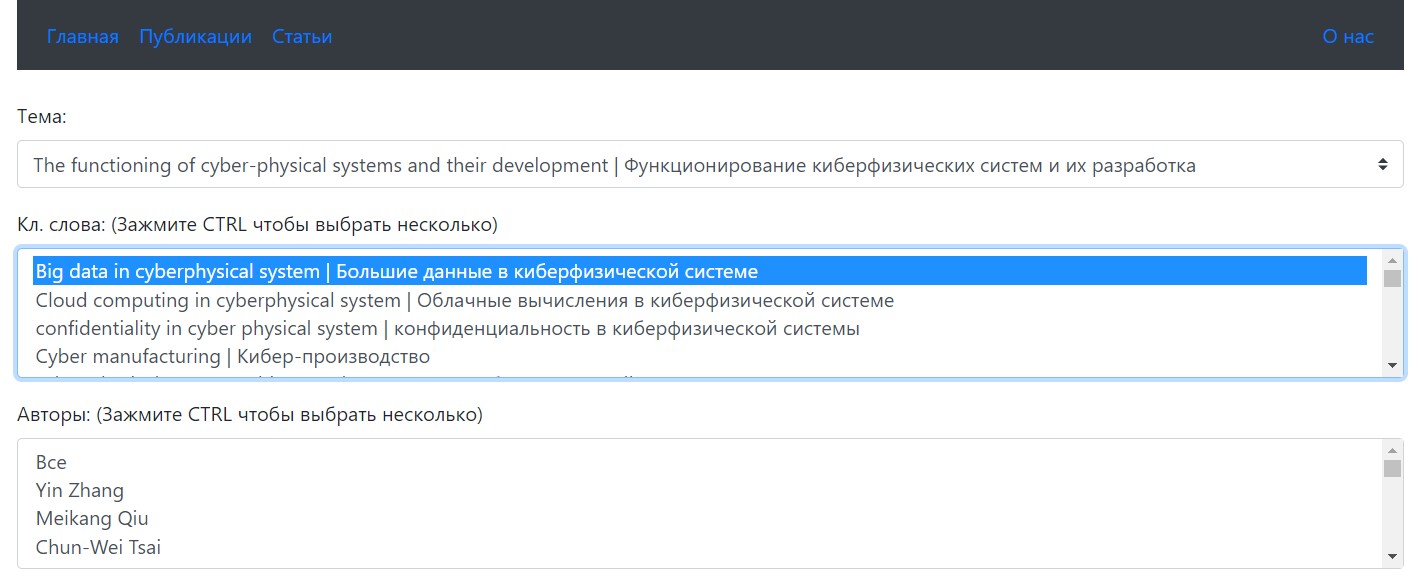 Главная Публикации Статьи О нас
Тема:
The functioning of cyber-physical systems and their development | Функционирование киберфизических систем и их разработка
Кл. слова: (Зажмите CTRL чтобы выбрать несколько)
Big data in cyberphysical system | Большие данные в киберфизической системе
Cloud computing in cyberphysical system | Облачные вычисления в киберфизической системе
confidentiality in cyber physical system | конфиденциальность в киберфизической системы
Cyber manufacturing | Кибер-производство
Авторы: (Зажмите CTRL чтобы выбрать несколько)
Все
Yin Zhang
Meikang Qiu
Chun-Wei Tsai